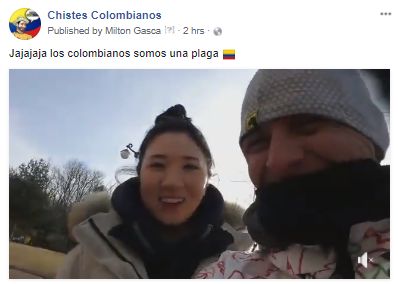 Chistes Colombianos
Published by Milton Gasca [?] · 2 hrs ·
Jajajaja los colombianos somos una plaga 🇨🇴